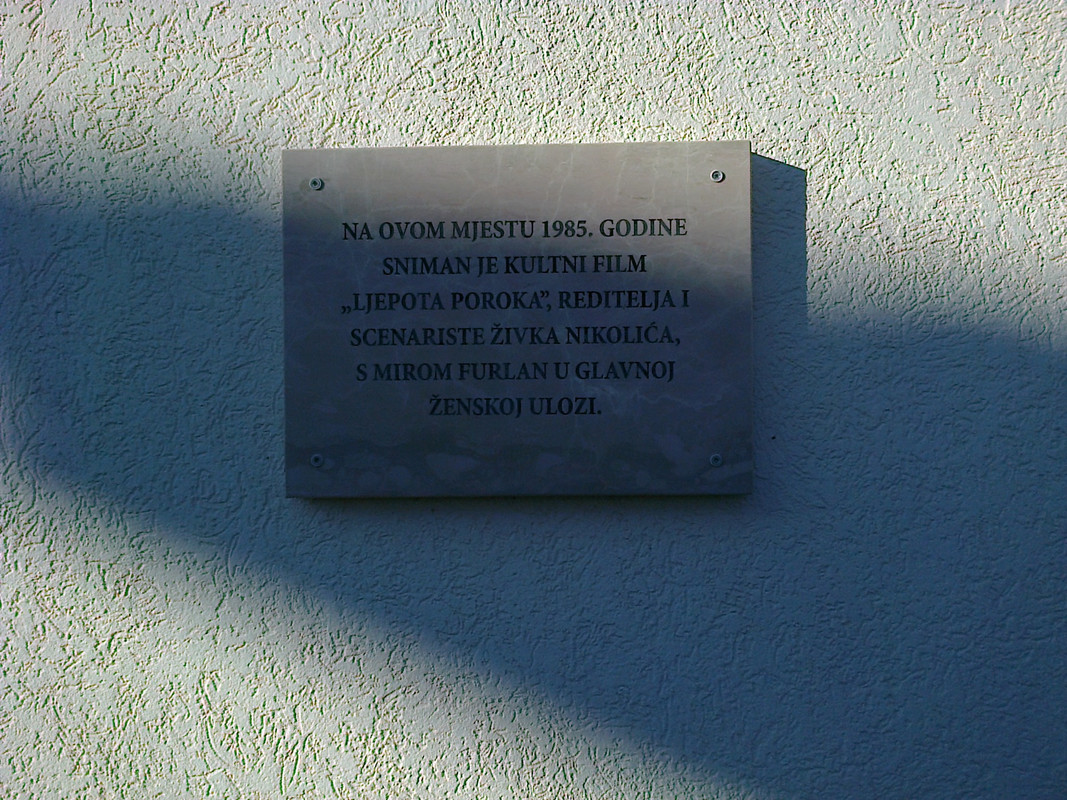 NA OVOM MJESTU 1985. GODINE
SNIMAN JE KULTNI FILM
„LJEPOTA POROKA”, REDITELJA I
SCENARISTE ŽIVKA NIKOLIĆA,
S MIROM FURLAN U GLAVNOJ
ŽENSKOJ ULOZI.